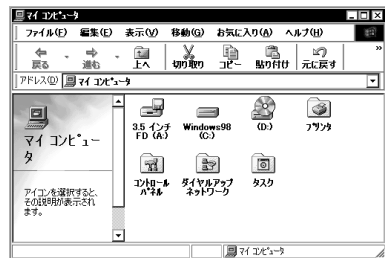 マイ コンピュータ
ファイル(F) 編集(E) 表示(V) 移動(G) お気に入り(A) ヘルプ(H)
戻る 進む 上へ 切り取り コピー 貼り付け 元に戻す »
アドレス(D) マイ コンピュータ
マイ コンピュータ
アイコンを選択すると、
その説明が表示され
ます。
3.5 インチ FD (A:)
Windows98 (C:)
(D:)
プリンタ
コントロール パネル
ダイヤルアップ ネットワーク
タスク
マイ コンピュータ